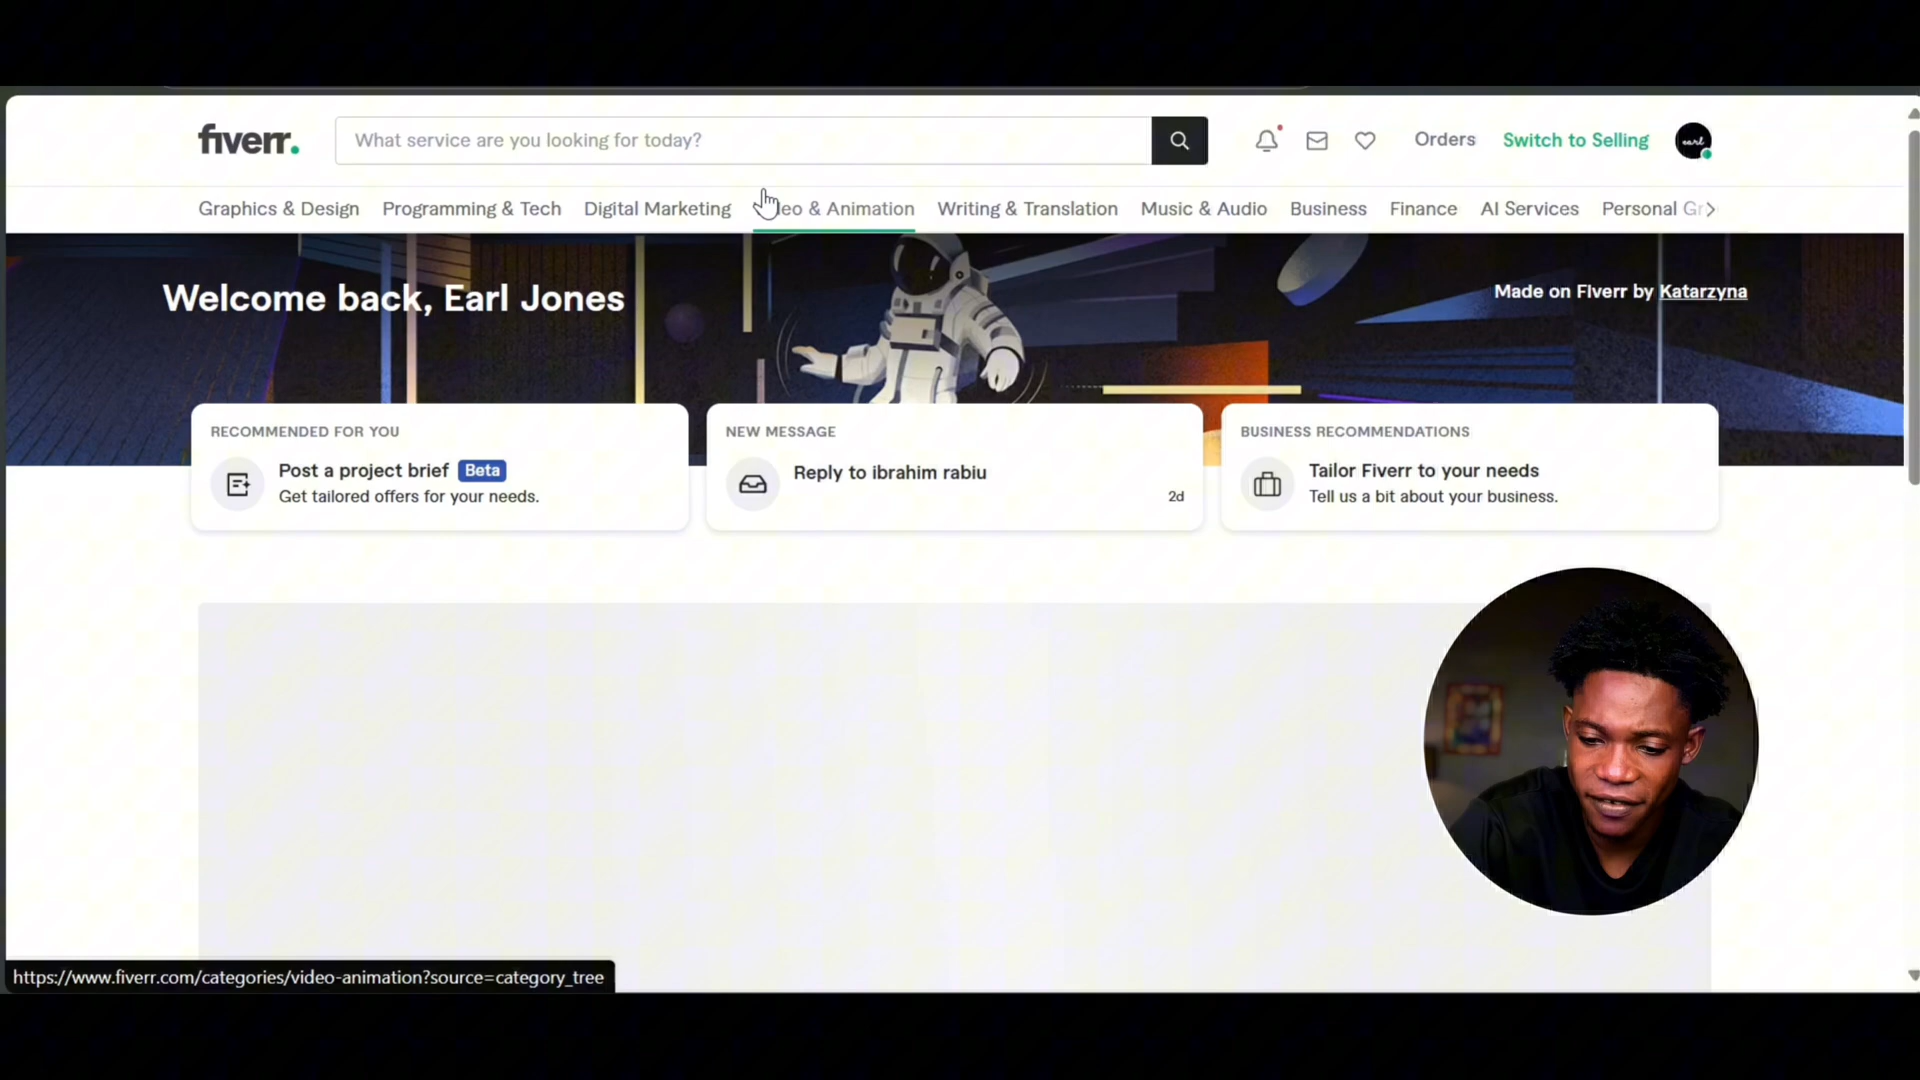 fiverr.
What service are you looking for today?
Orders
Switch to Selling
earl
Graphics & Design
Programming & Tech
Digital Marketing
eo & Animation
Writing & Translation
Music & Audio
Business
Finance
AI Services
Personal Gr
Welcome back, Earl Jones
Made on Fiverr by Katarzyna
RECOMMENDED FOR YOU
Post a project brief Beta
Get tailored offers for your needs.
NEW MESSAGE
Reply to ibrahim rabiu
2d
BUSINESS RECOMMENDATIONS
Tailor Fiverr to your needs
Tell us a bit about your business.
https://www.fiverr.com/categories/video-animation?source=category_tree